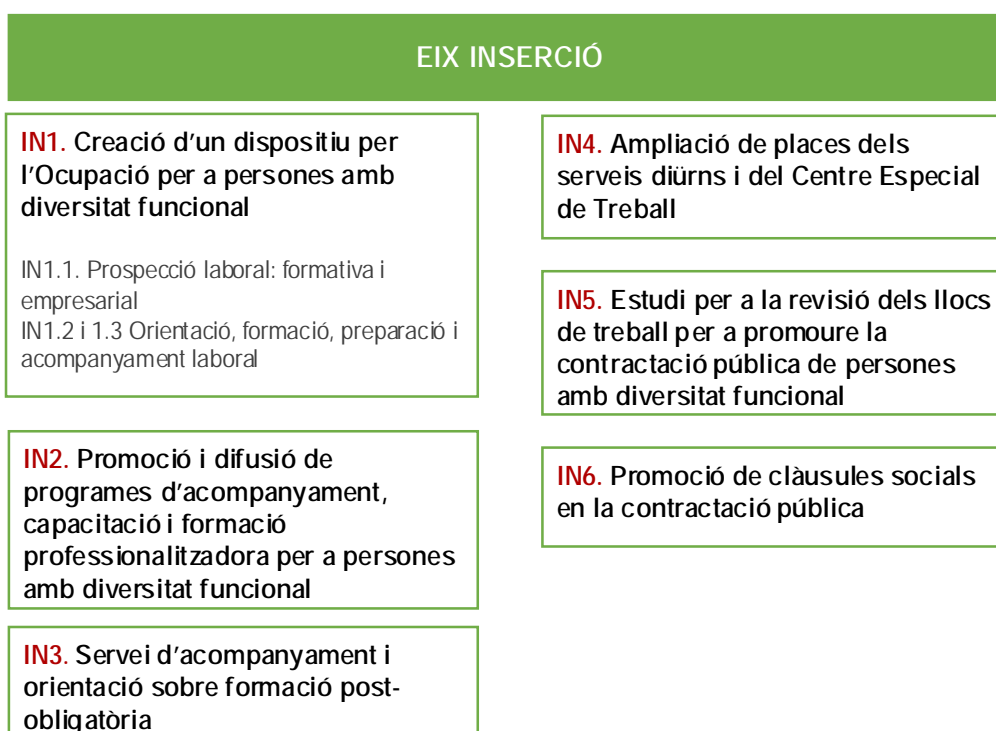 EIX INSERCIÓ
IN1. Creació d'un dispositiu per
l'Ocupació per a persones amb
diversitat funcional
IN1.1. Prospecció laboral: formativa i
empresarial
IN1.2 i 1.3 Orientació, formació, preparació i
acompanyament laboral
IN2. Promoció i difusió de
programes d'acompanyament,
capacitació i formació
professionalitzadora per a persones
amb diversitat funcional
IN3. Servei d'acompanyament i
orientació sobre formació post-
obligatòria
IN4. Ampliació de places dels
serveis diürns i del Centre Especial
de Treball
IN5. Estudi per a la revisió dels llocs
de treball per a promoure la
contractació pública de persones
amb diversitat funcional
IN6. Promoció de clàusules socials
en la contractació pública